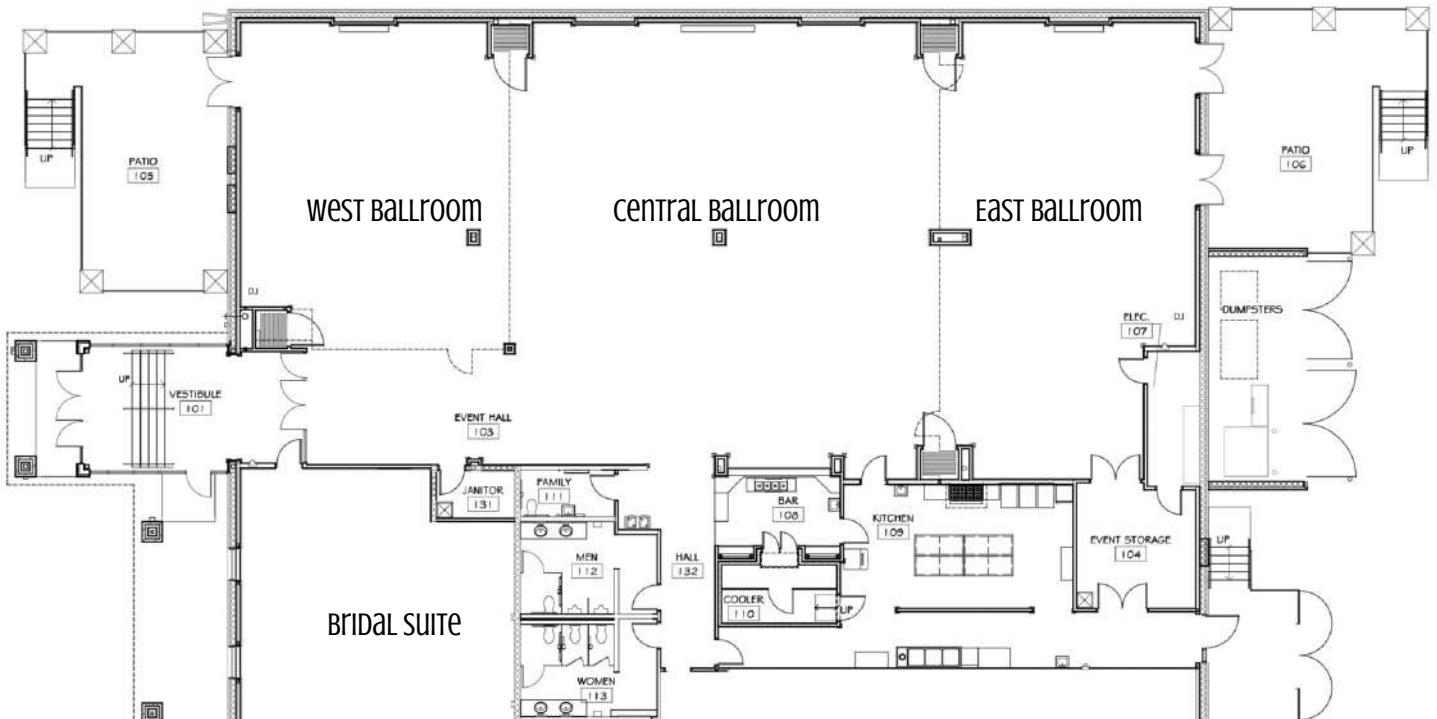 UP
PATIO
105
WEST BALLROOM
CENTRAL BALLROOM
EAST BALLROOM
PATIO
106
UP
DJ
ELEC.
107
DJ
DUMPSTERS
UP
VESTIBULE
101
EVENT HALL
103
JANITOR
131
FAMILY
111
BAR
108
KITCHEN
109
MEN
112
HALL
132
EVENT STORAGE
104
UP
COOLER
110
UP
BRIDAL SUITE
WOMEN
113